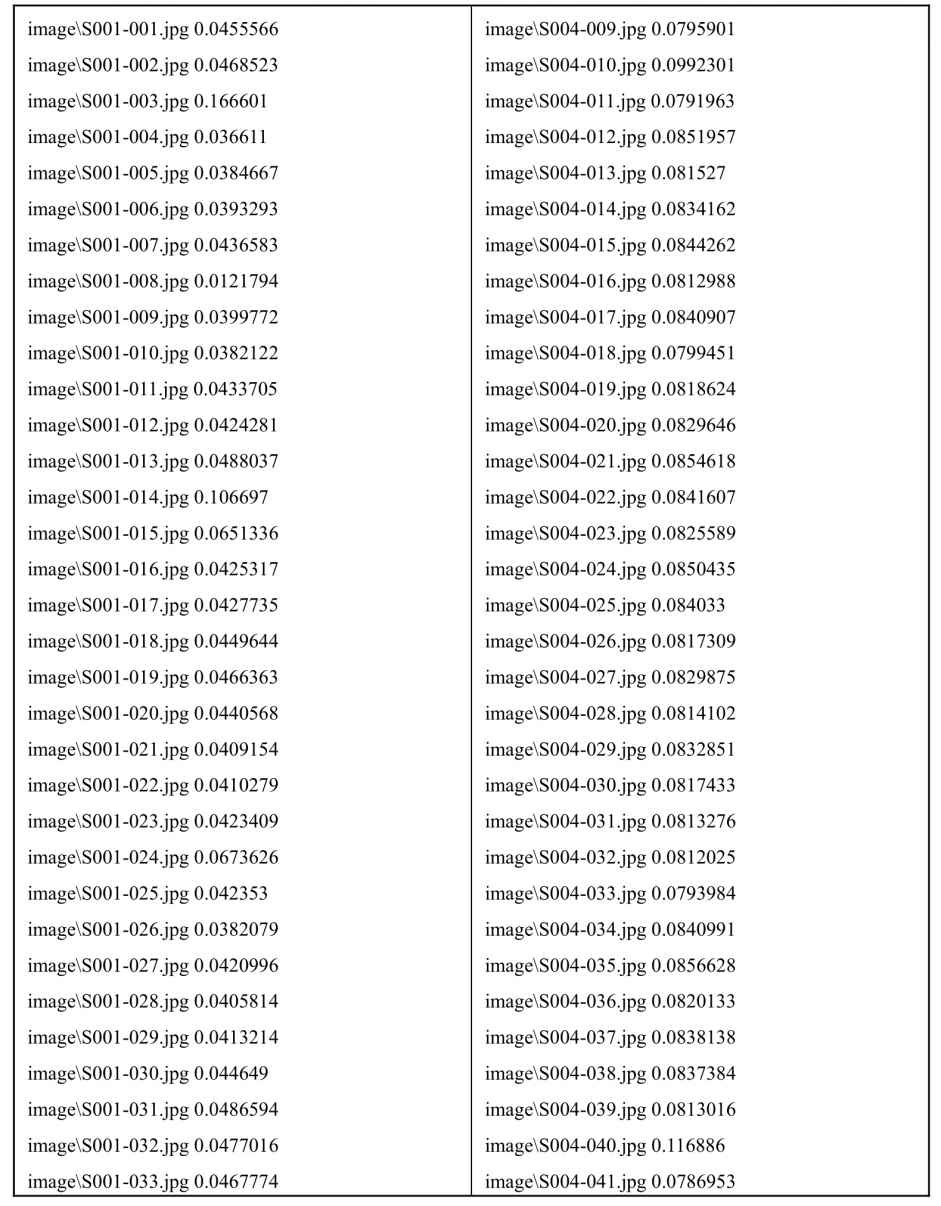 image\S001-001.jpg 0.0455566
image\S001-002.jpg 0.0468523
image\S001-003.jpg 0.166601
image\S001-004.jpg 0.036611
image\S001-005.jpg 0.0384667
image\S001-006.jpg 0.0393293
image\S001-007.jpg 0.0436583
image\S001-008.jpg 0.0121794
image\S001-009.jpg 0.0399772
image\S001-010.jpg 0.0382122
image\S001-011.jpg 0.0433705
image\S001-012.jpg 0.0424281
image\S001-013.jpg 0.0488037
image\S001-014.jpg 0.106697
image\S001-015.jpg 0.0651336
image\S001-016.jpg 0.0425317
image\S001-017.jpg 0.0427735
image\S001-018.jpg 0.0449644
image\S001-019.jpg 0.0466363
image\S001-020.jpg 0.0440568
image\S001-021.jpg 0.0409154
image\S001-022.jpg 0.0410279
image\S001-023.jpg 0.0423409
image\S001-024.jpg 0.0673626
image\S001-025.jpg 0.042353
image\S001-026.jpg 0.0382079
image\S001-027.jpg 0.0420996
image\S001-028.jpg 0.0405814
image\S001-029.jpg 0.0413214
image\S001-030.jpg 0.044649
image\S001-031.jpg 0.0486594
image\S001-032.jpg 0.0477016
image\S001-033.jpg 0.0467774
image\S004-009.jpg 0.0795901
image\S004-010.jpg 0.0992301
image\S004-011.jpg 0.0791963
image\S004-012.jpg 0.0851957
image\S004-013.jpg 0.081527
image\S004-014.jpg 0.0834162
image\S004-015.jpg 0.0844262
image\S004-016.jpg 0.0812988
image\S004-017.jpg 0.0840907
image\S004-018.jpg 0.0799451
image\S004-019.jpg 0.0818624
image\S004-020.jpg 0.0829646
image\S004-021.jpg 0.0854618
image\S004-022.jpg 0.0841607
image\S004-023.jpg 0.0825589
image\S004-024.jpg 0.0850435
image\S004-025.jpg 0.084033
image\S004-026.jpg 0.0817309
image\S004-027.jpg 0.0829875
image\S004-028.jpg 0.0814102
image\S004-029.jpg 0.0832851
image\S004-030.jpg 0.0817433
image\S004-031.jpg 0.0813276
image\S004-032.jpg 0.0812025
image\S004-033.jpg 0.0793984
image\S004-034.jpg 0.0840991
image\S004-035.jpg 0.0856628
image\S004-036.jpg 0.0820133
image\S004-037.jpg 0.0838138
image\S004-038.jpg 0.0837384
image\S004-039.jpg 0.0813016
image\S004-040.jpg 0.116886
image\S004-041.jpg 0.0786953